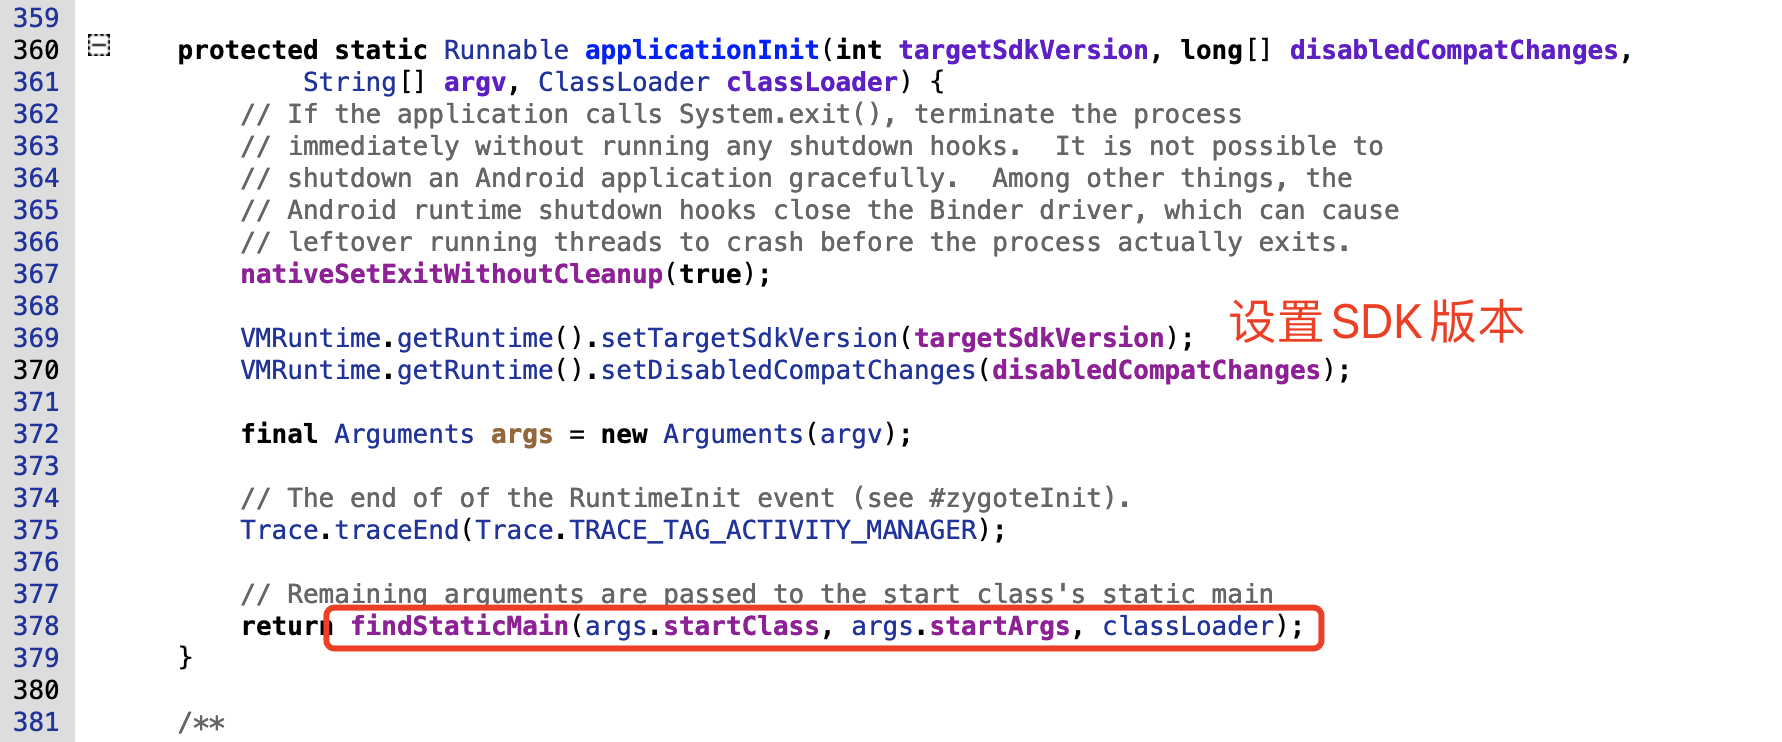 359
360 protected static Runnable applicationInit(int targetSdkVersion, long[] disabledCompatChanges,
361 String[] argv, ClassLoader classLoader) {
362 // If the application calls System.exit(), terminate the process
363 // immediately without running any shutdown hooks.  It is not possible to
364 // shutdown an Android application gracefully.  Among other things, the
365 // Android runtime shutdown hooks close the Binder driver, which can cause
366 // leftover running threads to crash before the process actually exits.
367 nativeSetExitWithoutCleanup(true);
368
设置SDK版本
369 VMRuntime.getRuntime().setTargetSdkVersion(targetSdkVersion);
370 VMRuntime.getRuntime().setDisabledCompatChanges(disabledCompatChanges);
371
372 final Arguments args = new Arguments(argv);
373
374 // The end of of the RuntimeInit event (see #zygoteInit).
375 Trace.traceEnd(Trace.TRACE_TAG_ACTIVITY_MANAGER);
376
377 // Remaining arguments are passed to the start class's static main
378 return findStaticMain(args.startClass, args.startArgs, classLoader);
379 }
380
381 /**